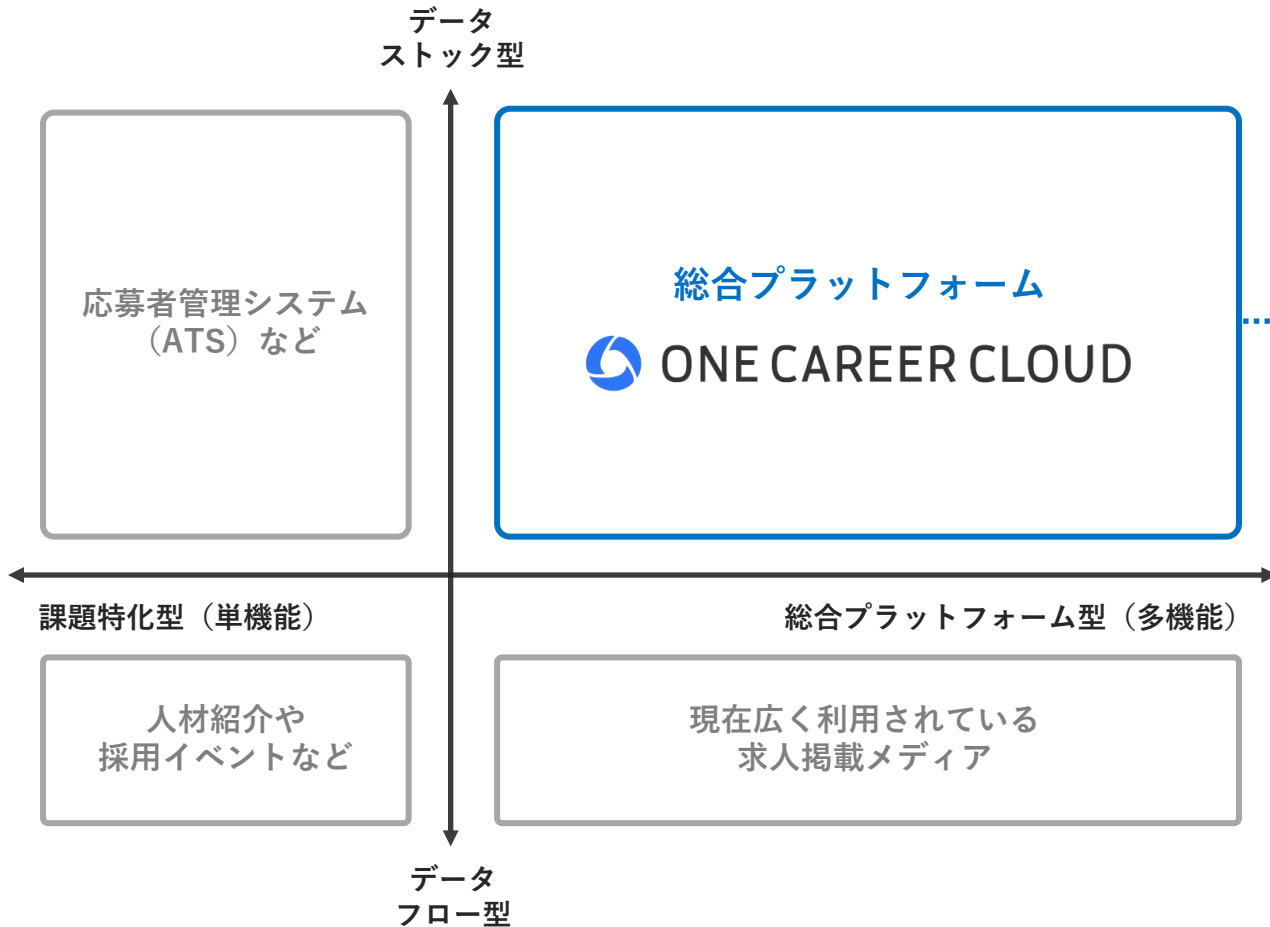 データ
ストック型
応募者管理システム
（ATS）など
総合プラットフォーム
ONE CAREER CLOUD
課題特化型（単機能）
総合プラットフォーム型（多機能）
人材紹介や
採用イベントなど
現在広く利用されている
求人掲載メディア
データ
フロー型